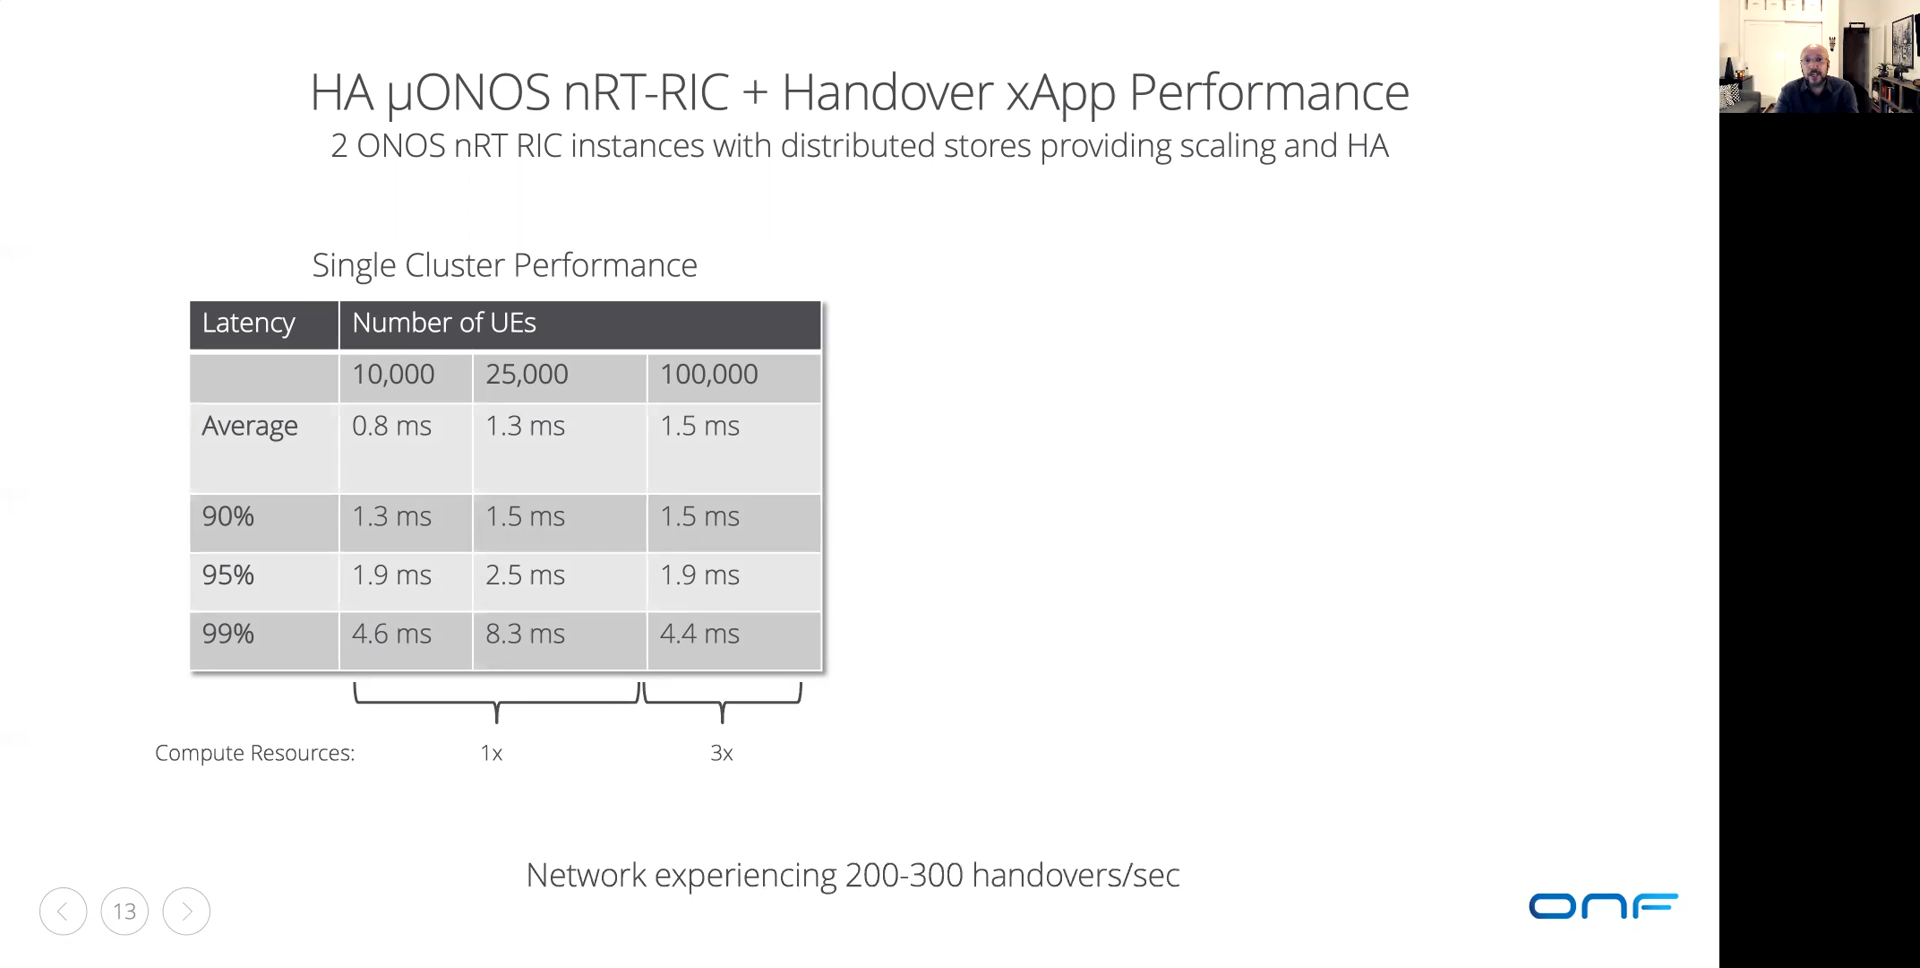 HA µONOS nRT-RIC + Handover xApp Performance
2 ONOS nRT RIC instances with distributed stores providing scaling and HA
Single Cluster Performance
Latency Number of UEs
10,000 25,000 100,000
Average 0.8 ms 1.3 ms 1.5 ms
90% 1.3 ms 1.5 ms 1.5 ms
95% 1.9 ms 2.5 ms 1.9 ms
99% 4.6 ms 8.3 ms 4.4 ms
Compute Resources: 1x 3x
Network experiencing 200-300 handovers/sec
13
ONF